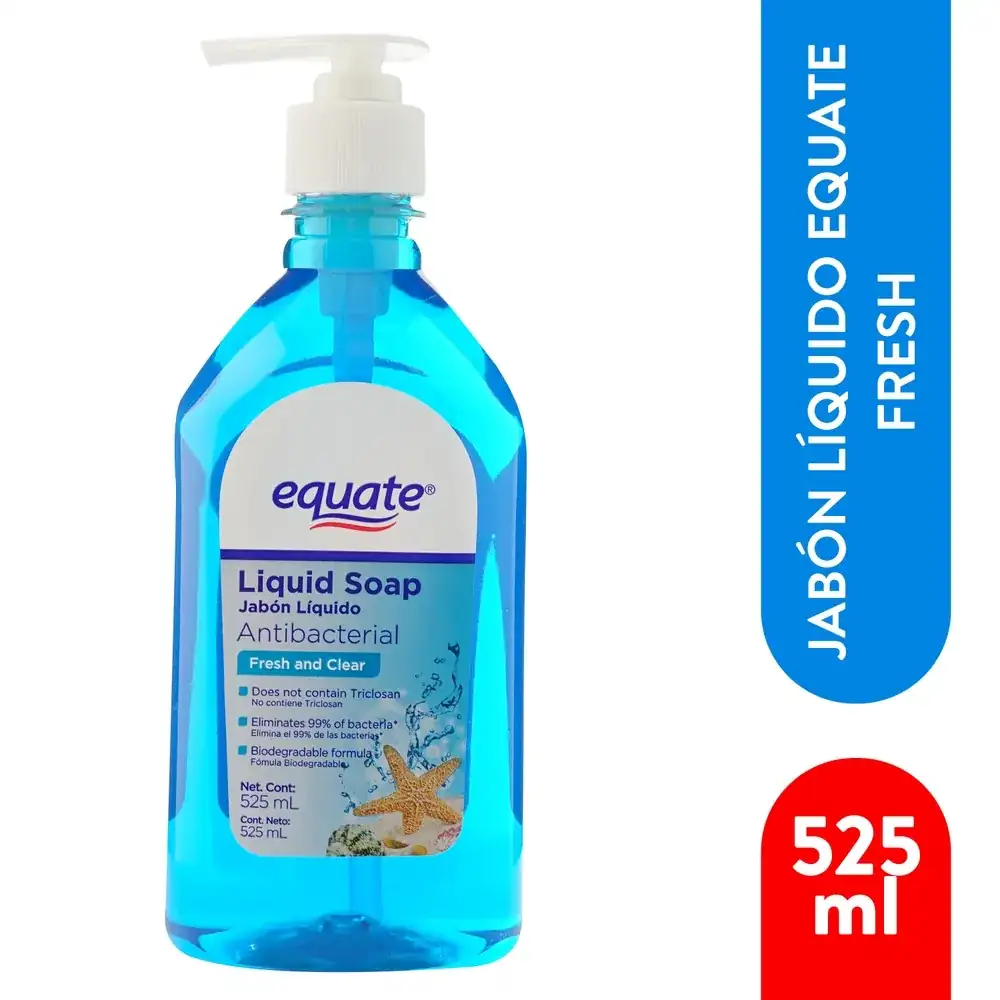 equate®
Liquid Soap
Jabón Líquido
Antibacterial
Fresh and Clear
Does not contain Triclosan
No contiene Triclosan
Eliminates 99% of bacteria*
Elimina el 99% de las bacterias*
Biodegradable formula
Fómula Biodegradable
Net. Cont:
525 mL
Cont. Neto:
525 mL
JABÓN LÍQUIDO EQUATE
FRESH
525
ml